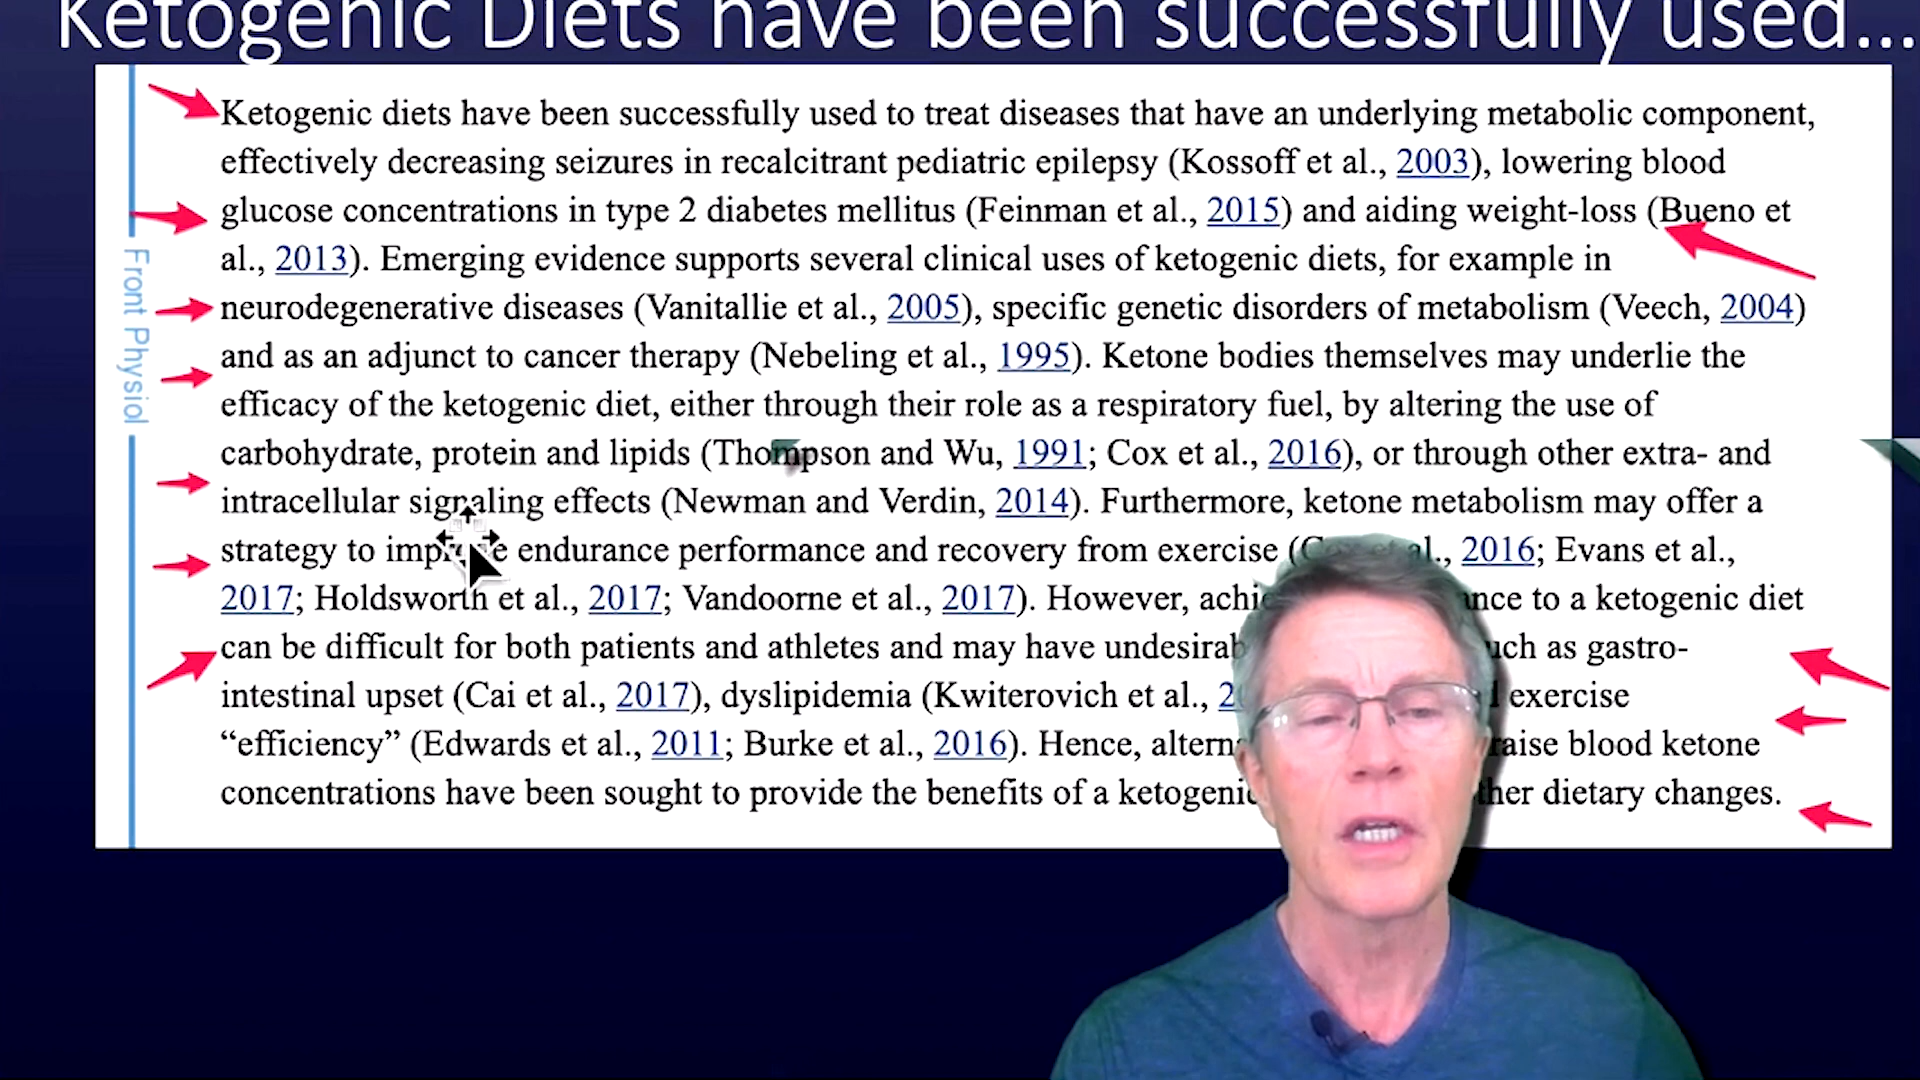 Ketogenic Diets have been successfully used...
Ketogenic diets have been successfully used to treat diseases that have an underlying metabolic component,
effectively decreasing seizures in recalcitrant pediatric epilepsy (Kossoff et al., 2003), lowering blood
glucose concentrations in type 2 diabetes mellitus (Feinman et al., 2015) and aiding weight-loss (Bueno et
al., 2013). Emerging evidence supports several clinical uses of ketogenic diets, for example in
neurodegenerative diseases (Vanitallie et al., 2005), specific genetic disorders of metabolism (Veech, 2004)
and as an adjunct to cancer therapy (Nebeling et al., 1995). Ketone bodies themselves may underlie the
efficacy of the ketogenic diet, either through their role as a respiratory fuel, by altering the use of
carbohydrate, protein and lipids (Thompson and Wu, 1991; Cox et al., 2016), or through other extra- and
intracellular signaling effects (Newman and Verdin, 2014). Furthermore, ketone metabolism may offer a
strategy to improve endurance performance and recovery from exercise ( al., 2016; Evans et al.,
2017; Holdsworth et al., 2017; Vandoorne et al., 2017). However, to a ketogenic diet
can be difficult for both patients and athletes and may have as gastro-
intestinal upset (Cai et al., 2017), dyslipidemia (Kwiterovich et al., exercise
“efficiency” (Edwards et al., 2011; Burke et al., 2016). Hence, raise blood ketone
concentrations have been sought to provide the benefits of a dietary changes.
Front Physiol